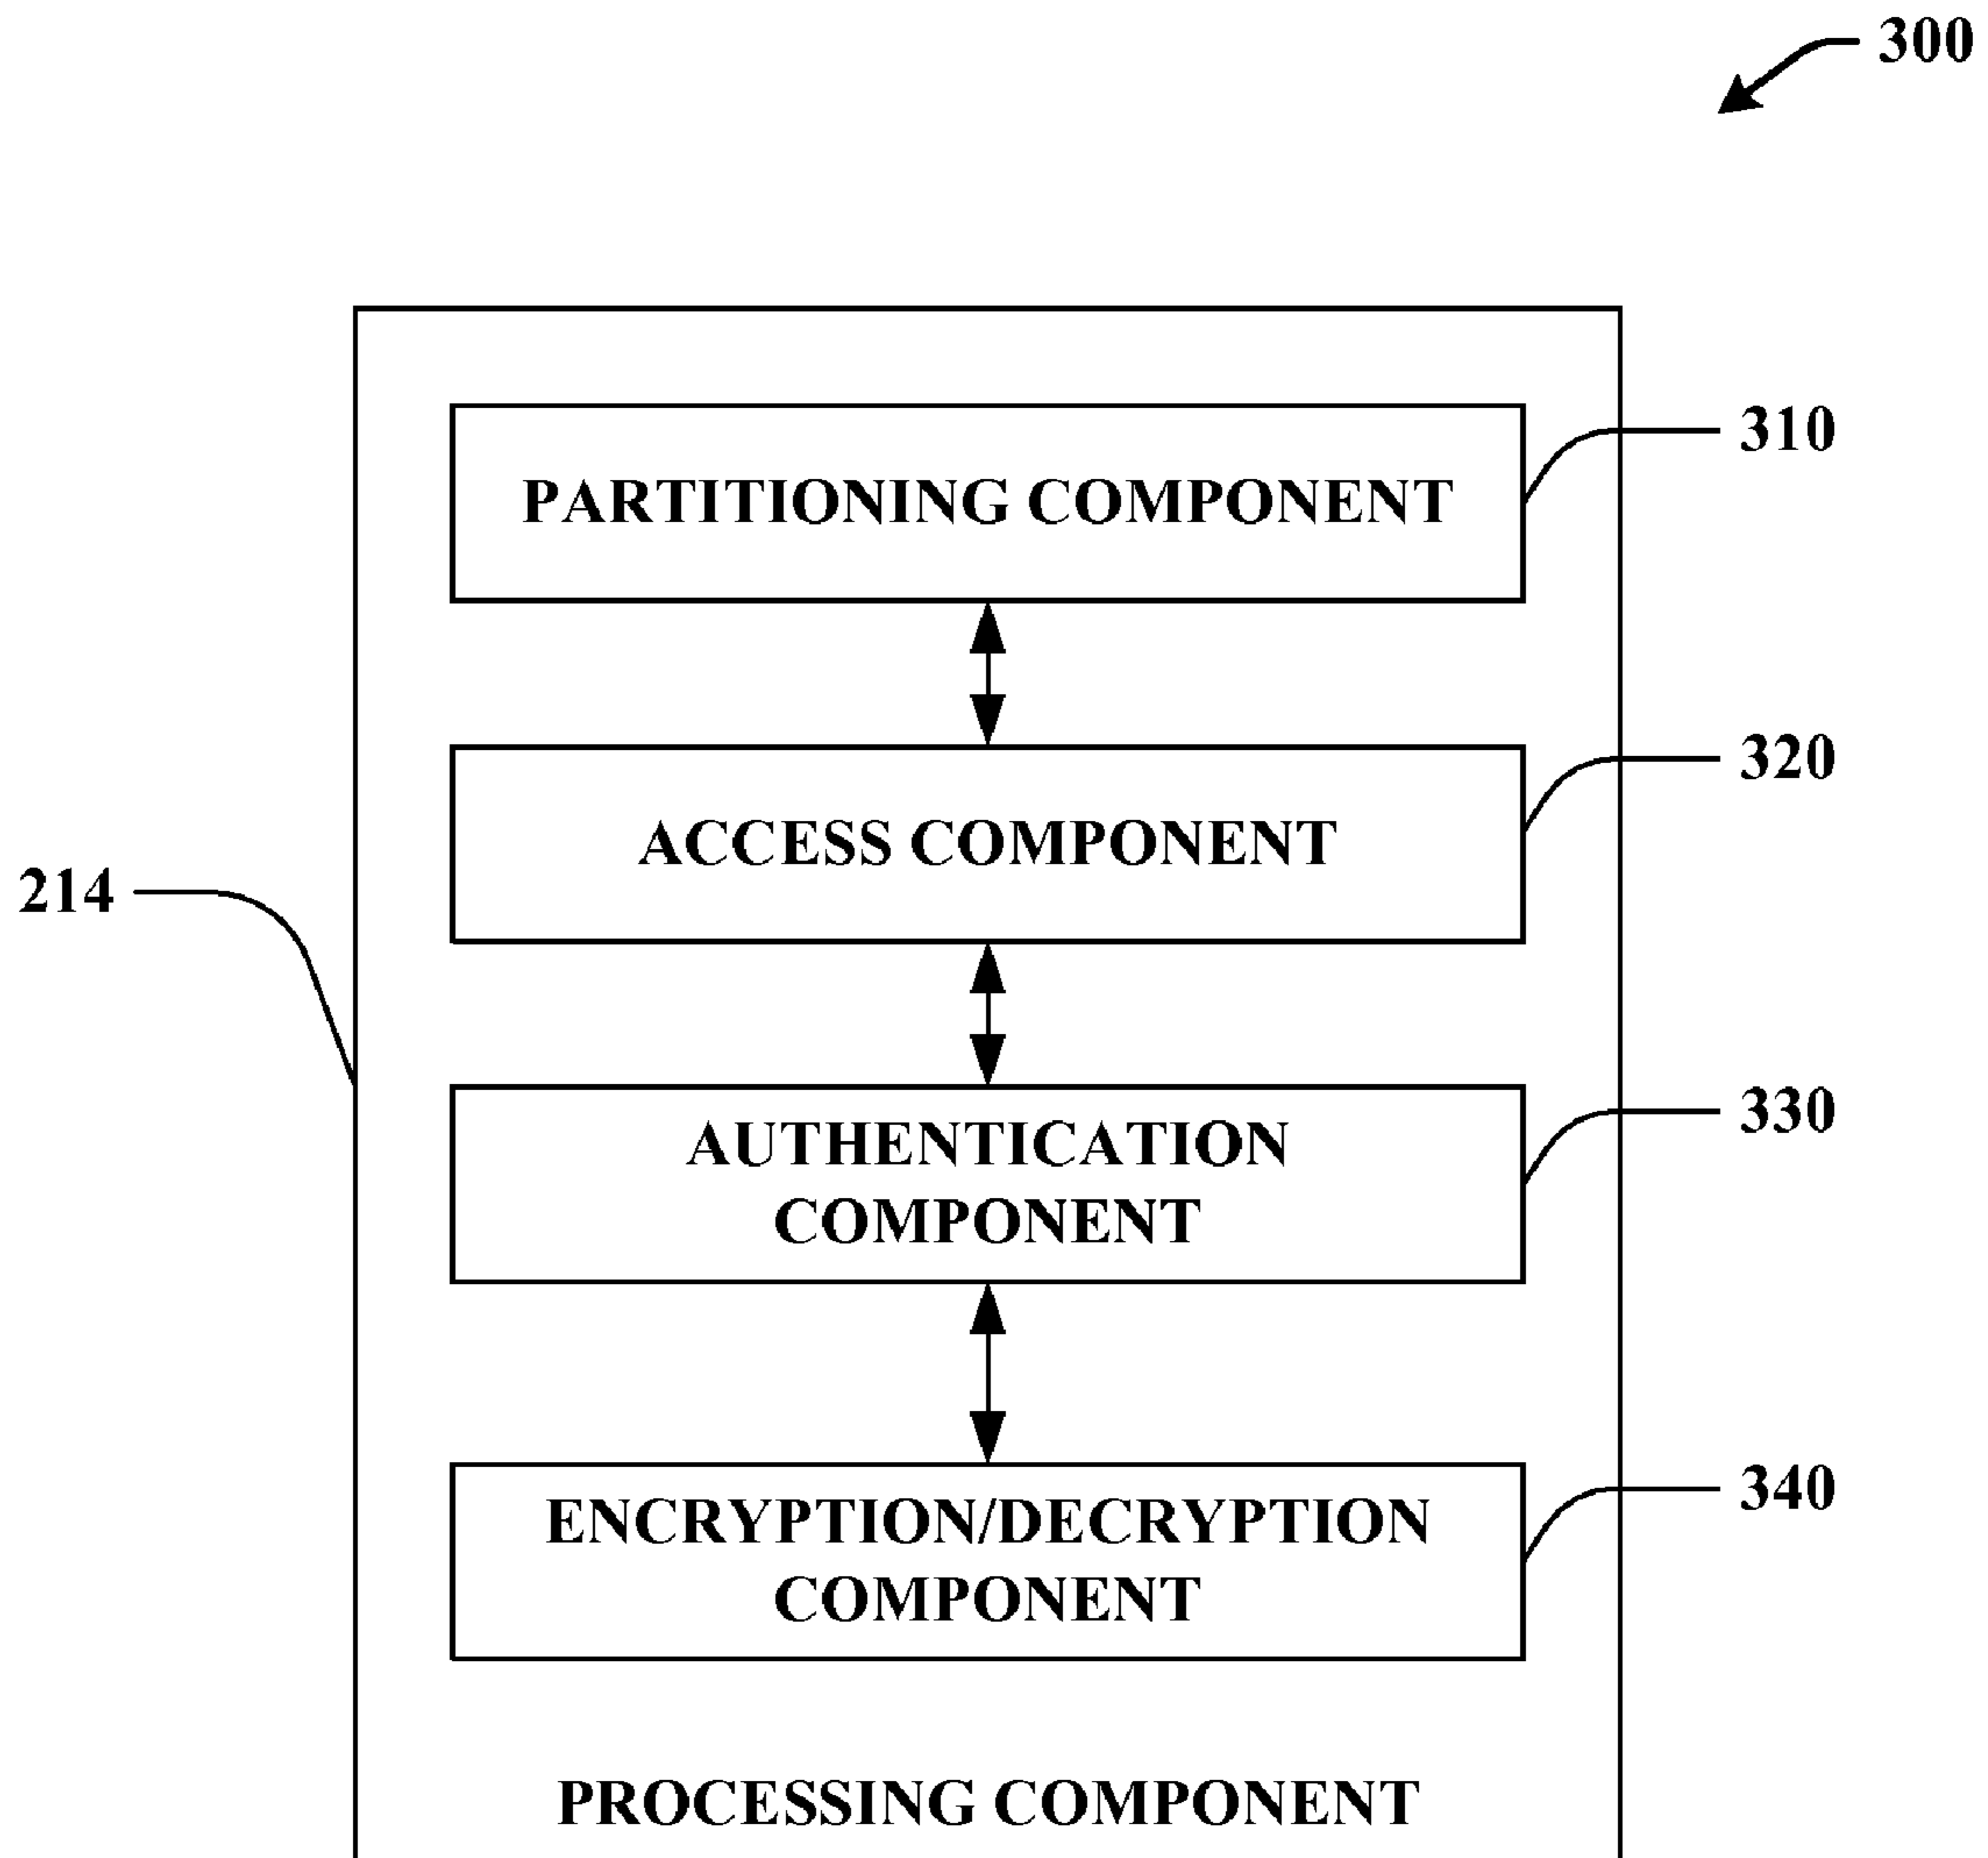 300
PARTITIONING COMPONENT
310
ACCESS COMPONENT
320
214
AUTHENTICATION
COMPONENT
330
ENCRYPTION/DECRYPTION
COMPONENT
340
PROCESSING COMPONENT